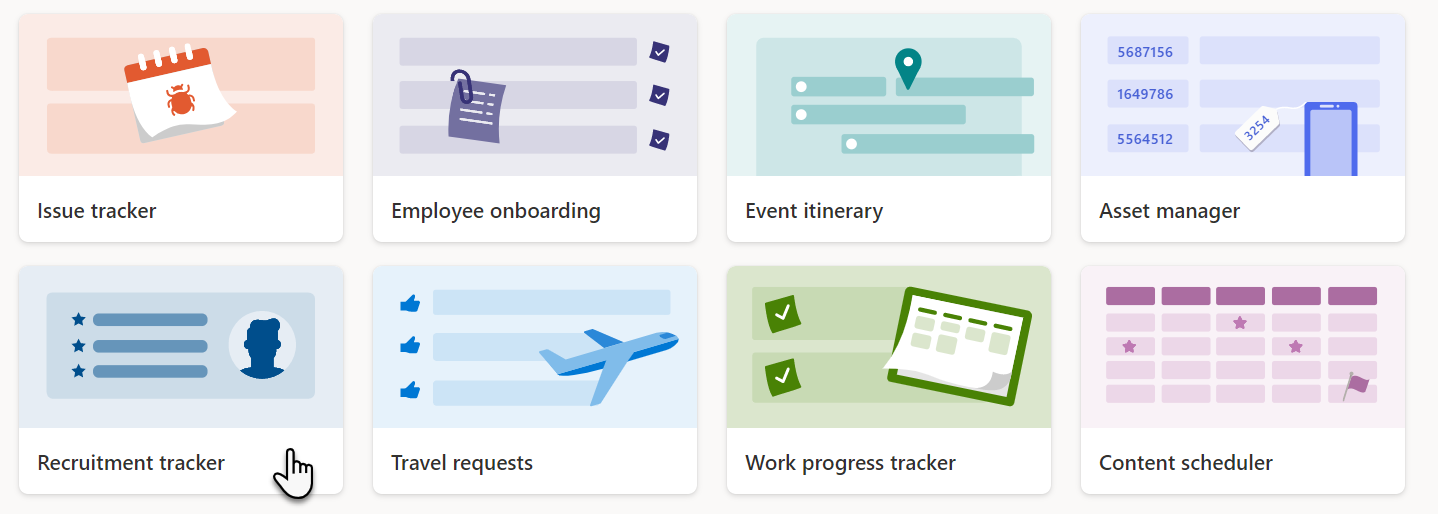 5687156
1649786
3254
5564512
Issue tracker
Employee onboarding
Event itinerary
Asset manager
Recruitment tracker
Travel requests
Work progress tracker
Content scheduler